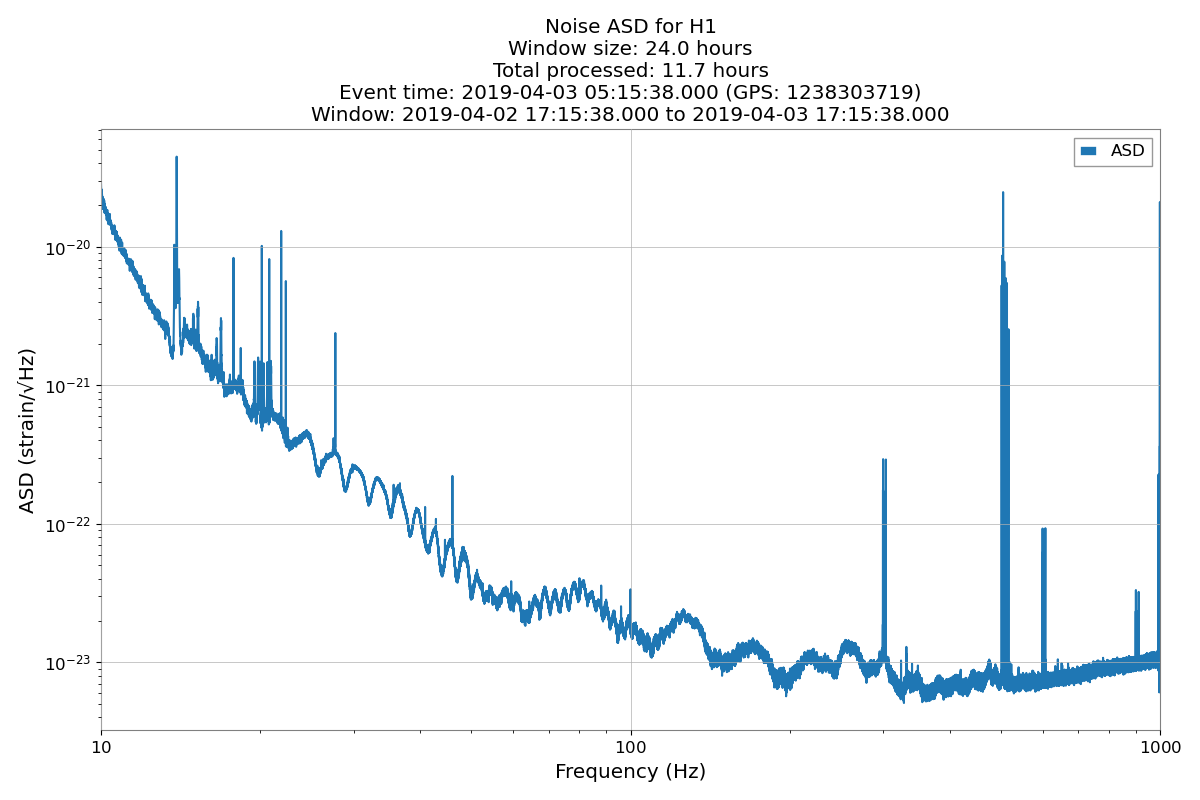 Noise ASD for H1
Window size: 24.0 hours
Total processed: 11.7 hours
Event time: 2019-04-03 05:15:38.000 (GPS: 1238303719)
Window: 2019-04-02 17:15:38.000 to 2019-04-03 17:15:38.000
ASD
10⁻²⁰
10⁻²¹
10⁻²²
10⁻²³
ASD (strain/√Hz)
10
100
1000
Frequency (Hz)